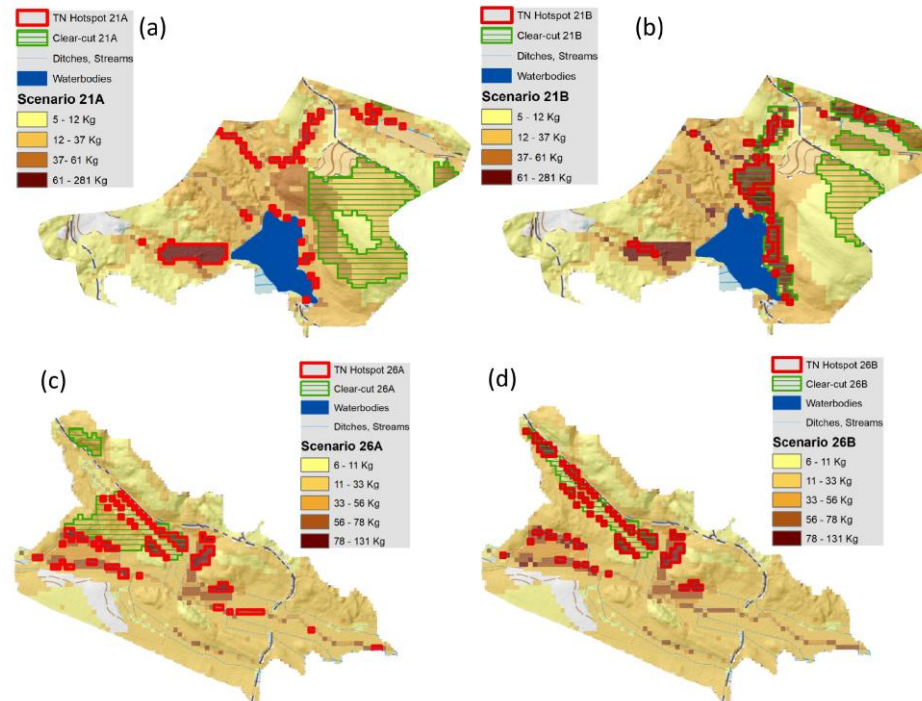 (a)
TN Hotspot 21A
Clear-cut 21A
Ditches, Streams
Waterbodies
Scenario 21A
5 - 12 Kg
12 - 37 Kg
37- 61 Kg
61 - 281 Kg
(b)
TN Hotspot 21B
Clear-cut 21B
Ditches, Streams
Waterbodies
Scenario 21B
5 - 12 Kg
12 - 37 Kg
37 - 61 Kg
61 - 281 Kg
(c)
TN Hotspot 26A
Clear-cut 26A
Waterbodies
Ditches, Streams
Scenario 26A
6 - 11 Kg
11 - 33 Kg
33 - 56 Kg
56 - 78 Kg
78 - 131 Kg
(d)
TN Hotspot 26B
Clear-cut 26B
Waterbodies
Ditches, Streams
Scenario 26B
6 - 11 Kg
11 - 33 Kg
33 - 56 Kg
56 - 78 Kg
78 - 131 Kg